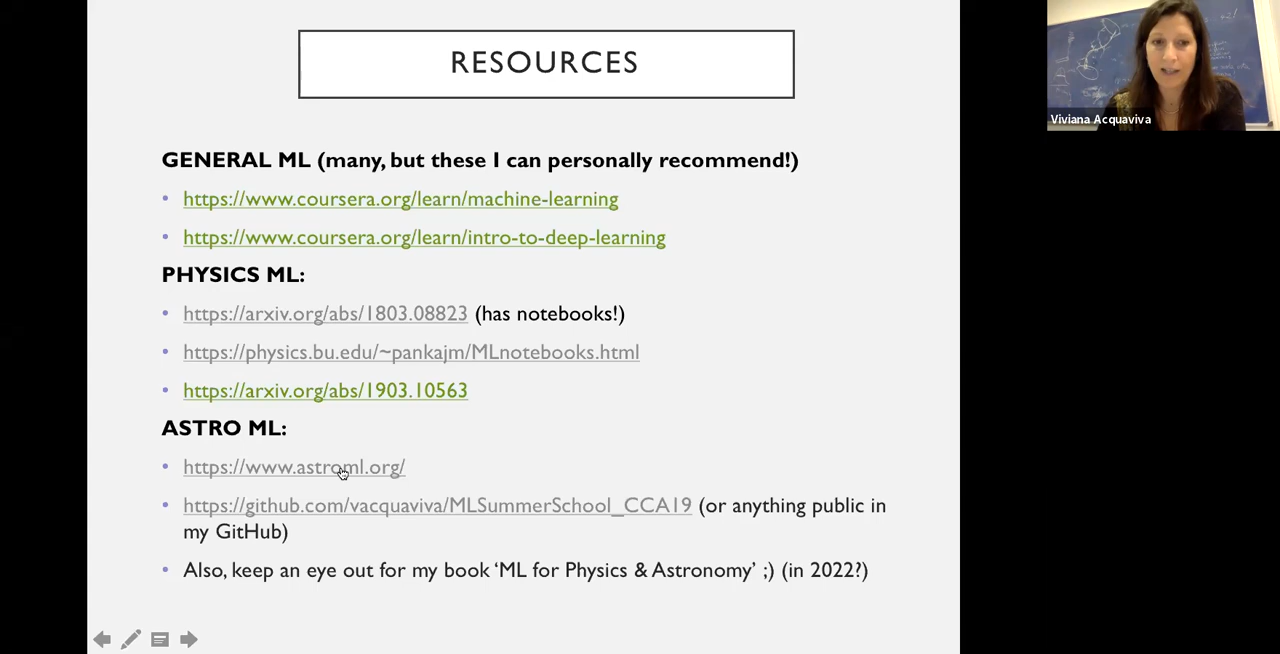 RESOURCES
GENERAL ML (many, but these I can personally recommend!)
• https://www.coursera.org/learn/machine-learning
• https://www.coursera.org/learn/intro-to-deep-learning
PHYSICS ML:
• https://arxiv.org/abs/1803.08823 (has notebooks!)
• https://physics.bu.edu/~pankajm/MLnotebooks.html
• https://arxiv.org/abs/1903.10563
ASTRO ML:
• https://www.astroml.org/
• https://github.com/vacquaviva/MLSummerSchool_CCA19 (or anything public in
my GitHub)
• Also, keep an eye out for my book ‘ML for Physics & Astronomy’ ;) (in 2022?)
Viviana Acquaviva